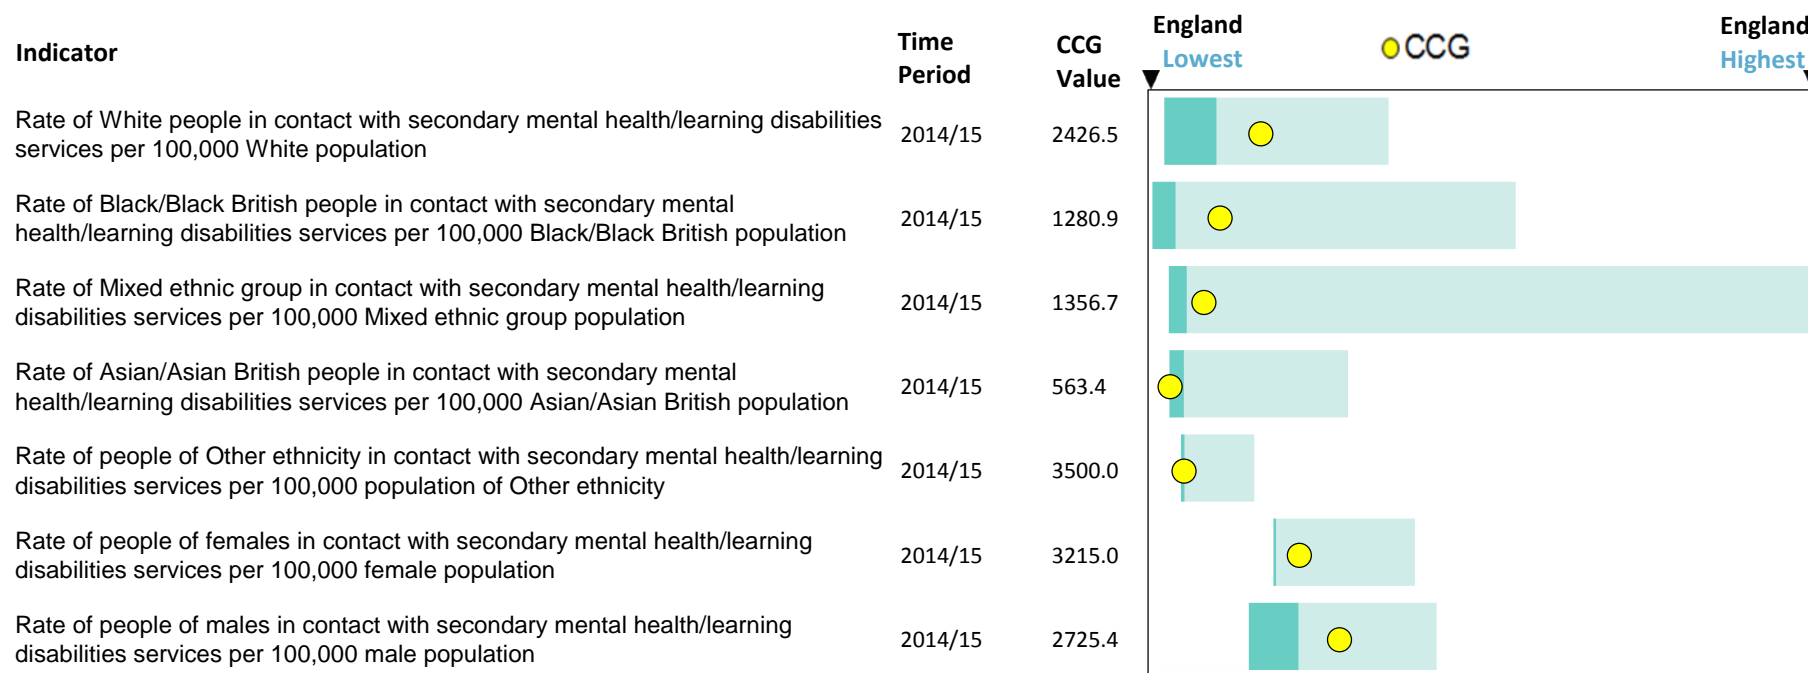 Indicator
Time Period
CCG Value
England Lowest
CCG
England Highest
Rate of White people in contact with secondary mental health/learning disabilities
services per 100,000 White population
2014/15
2426.5
Rate of Black/Black British people in contact with secondary mental
health/learning disabilities services per 100,000 Black/Black British population
2014/15
1280.9
Rate of Mixed ethnic group in contact with secondary mental health/learning
disabilities services per 100,000 Mixed ethnic group population
2014/15
1356.7
Rate of Asian/Asian British people in contact with secondary mental
health/learning disabilities services per 100,000 Asian/Asian British population
2014/15
563.4
Rate of people of Other ethnicity in contact with secondary mental health/learning
disabilities services per 100,000 population of Other ethnicity
2014/15
3500.0
Rate of people of females in contact with secondary mental health/learning
disabilities services per 100,000 female population
2014/15
3215.0
Rate of people of males in contact with secondary mental health/learning
disabilities services per 100,000 male population
2014/15
2725.4